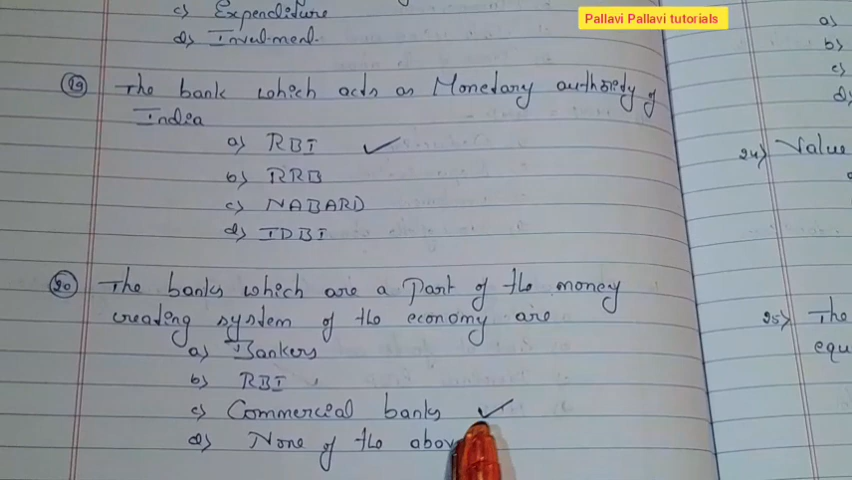 c) Expenditure
d) Investment.
Pallavi Pallavi tutorials
19 The bank which acts as Monetary authority of
India
a) RBI
b) RRB
c) NABARD
d) IDBI
20 The banks which are a Part of the money
creating system of the economy are
a) Bankers
b) RBI
c) Commercial banks
d) None of the above
a)
b)
c)
d)
24) Value
25) The
equ